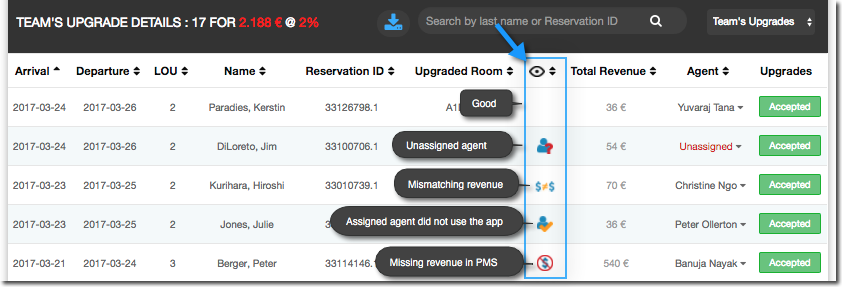 TEAM'S UPGRADE DETAILS : 17 FOR 2.188 € @ 2%
Search by last name or Reservation ID
Team's Upgrades
Arrival Departure LOU Name Reservation ID Upgraded Room Total Revenue Agent Upgrades
2017-03-24 2017-03-26 2 Paradies, Kerstin 33126798.1 Good 36 € Yuvaraj Tana Accepted
2017-03-24 2017-03-26 2 DiLoreto, Jim 33100706.1 Unassigned agent 54 € Unassigned Accepted
2017-03-23 2017-03-25 2 Kurihara, Hiroshi 33010739.1 Mismatching revenue 70 € Christine Ngo Accepted
2017-03-23 2017-03-25 2 Jones, Julie Assigned agent did not use the app 36 € Peter Ollerton Accepted
2017-03-21 2017-03-24 3 Berger, Peter 33114146.1 Missing revenue in PMS 540 € Banuja Nayak Accepted